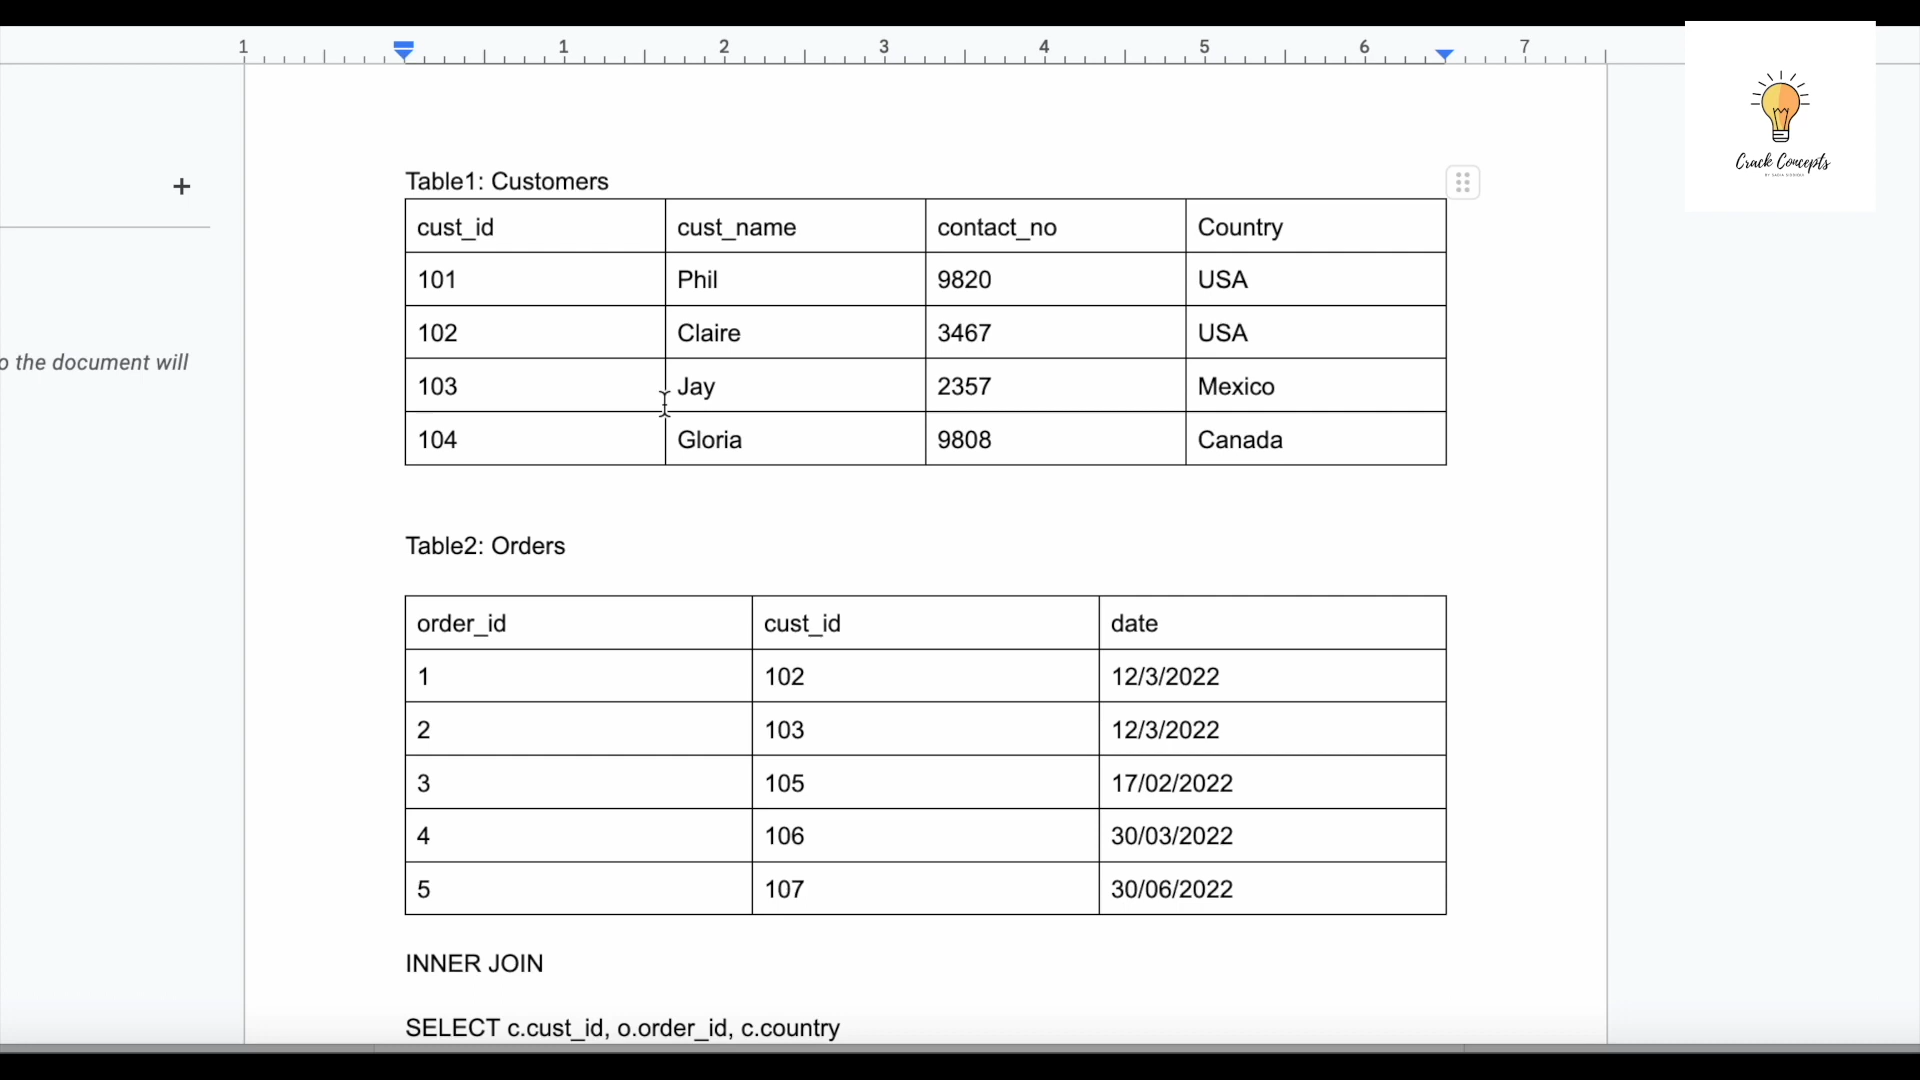 1 1 2 3 4 5 6 7
Crack Concepts
Table1: Customers
cust_id cust_name contact_no Country
101 Phil 9820 USA
102 Claire 3467 USA
o the document will
103 Jay 2357 Mexico
104 Gloria 9808 Canada
Table2: Orders
order_id cust_id date
1 102 12/3/2022
2 103 12/3/2022
3 105 17/02/2022
4 106 30/03/2022
5 107 30/06/2022
INNER JOIN
SELECT c.cust_id, o.order_id, c.country